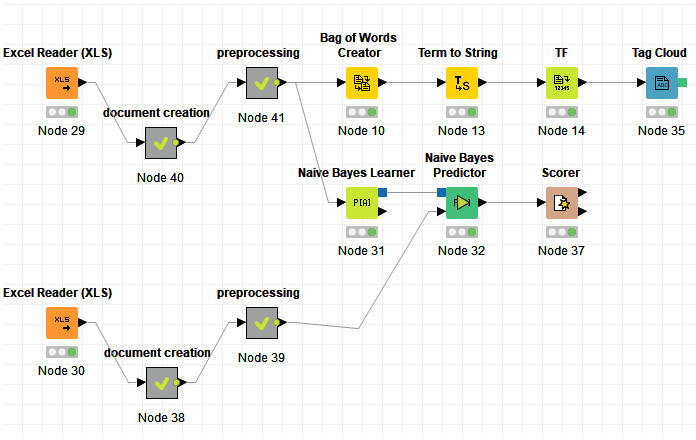 Bag of Words
Creator
Excel Reader (XLS)
preprocessing
Term to String
TF
Tag Cloud
XLS
T
S
12345
ABC
document creation
Node 29
Node 41
Node 10
Node 13
Node 14
Node 35
Node 40
Naive Bayes Learner
Naive Bayes
Predictor
Scorer
P[A]
Node 31
Node 32
Node 37
Excel Reader (XLS)
preprocessing
XLS
document creation
Node 30
Node 39
Node 38